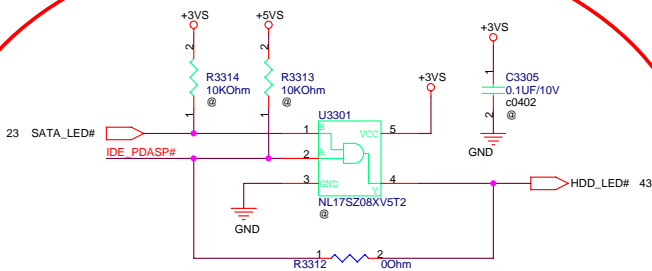 +3VS
+5VS
+3VS
2
2
R3314
10KOhm
@
R3313
10KOhm
@
+3VS
1
C3305
0.1UF/10V
c0402
@
2
GND
1
1
U3301
23 SATA_LED#
1
B
VCC
5
IDE_PDASP#
2
A
3
GND
Y
4
HDD_LED# 43
NL17SZ08XV5T2
@
GND
1
2
R3312
0Ohm